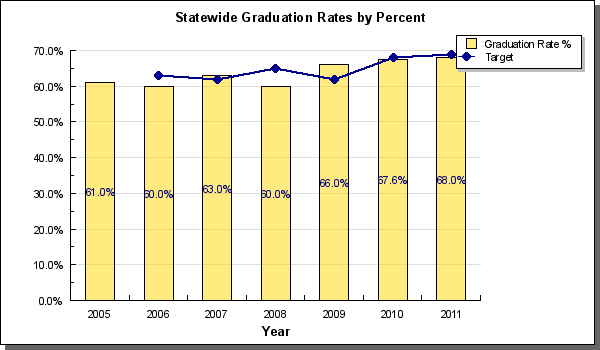 Statewide Graduation Rates by Percent
Graduation Rate %
Target
70.0%
60.0%
50.0%
40.0%
30.0%
20.0%
10.0%
0.0%
61.0% 60.0% 63.0% 60.0% 66.0% 67.6% 68.0%
2005 2006 2007 2008 2009 2010 2011
Year